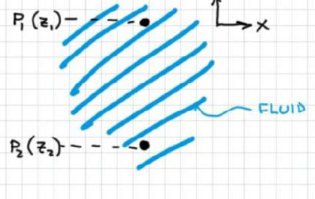 P₁(z₁)
x
FLUID
P₂(z₂)